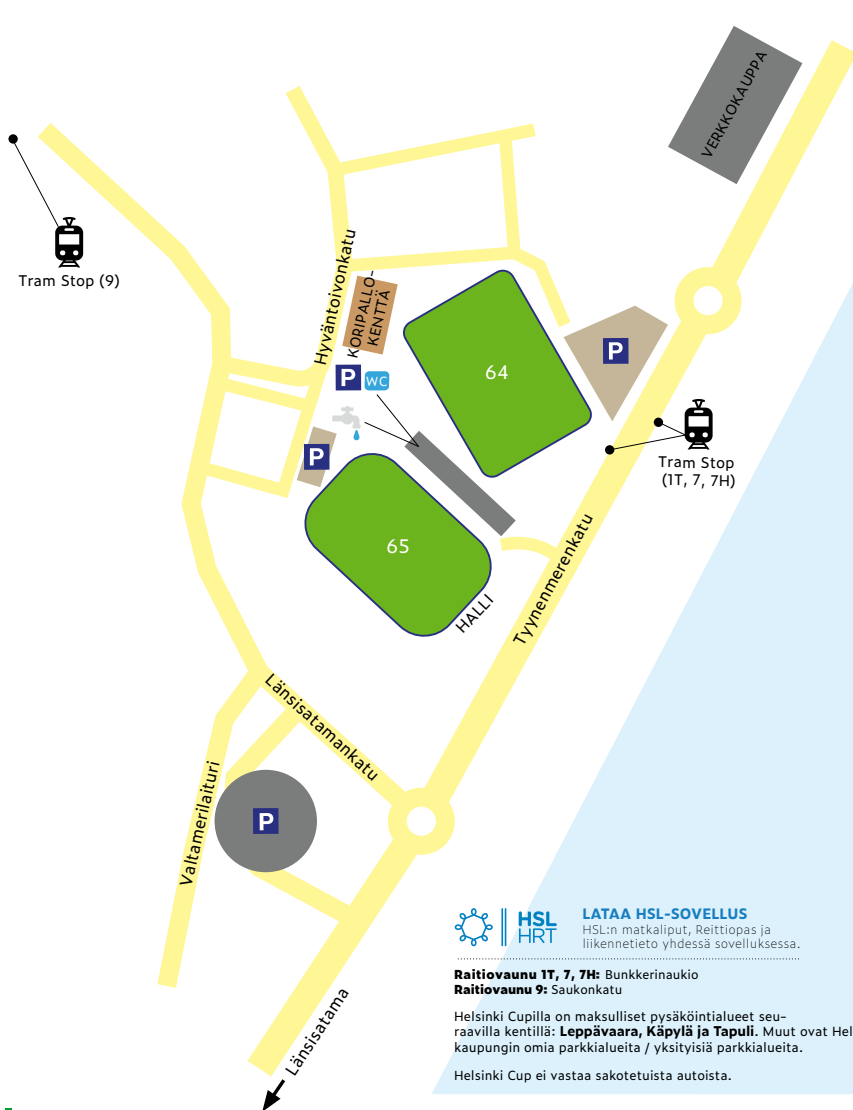 VERKKOKAUPPA
Tram Stop (9)
Hyväntoivonkatu
KORIPALLO-
KENTTÄ
64
P
P
WC
P
Tram Stop
(1T, 7, 7H)
65
HALLI
Tyynenmerenkatu
Länsisatamankatu
Valtamerilaituri
P
Länsisatama
HSL
HRT
LATAA HSL-SOVELLUS
HSL:n matkaliput, Reittiopas ja
liikennetieto yhdessä sovelluksessa.
Raitiovaunu 1T, 7, 7H: Bunkkerinaukio
Raitiovaunu 9: Saukonkatu
Helsinki Cupilla on maksulliset pysäköintialueet seu-
raavilla kentillä: Leppävaara, Käpylä ja Tapuli. Muut ovat Hel
kaupungin omia parkkialueita / yksityisiä parkkialueita.
Helsinki Cup ei vastaa sakotetuista autoista.